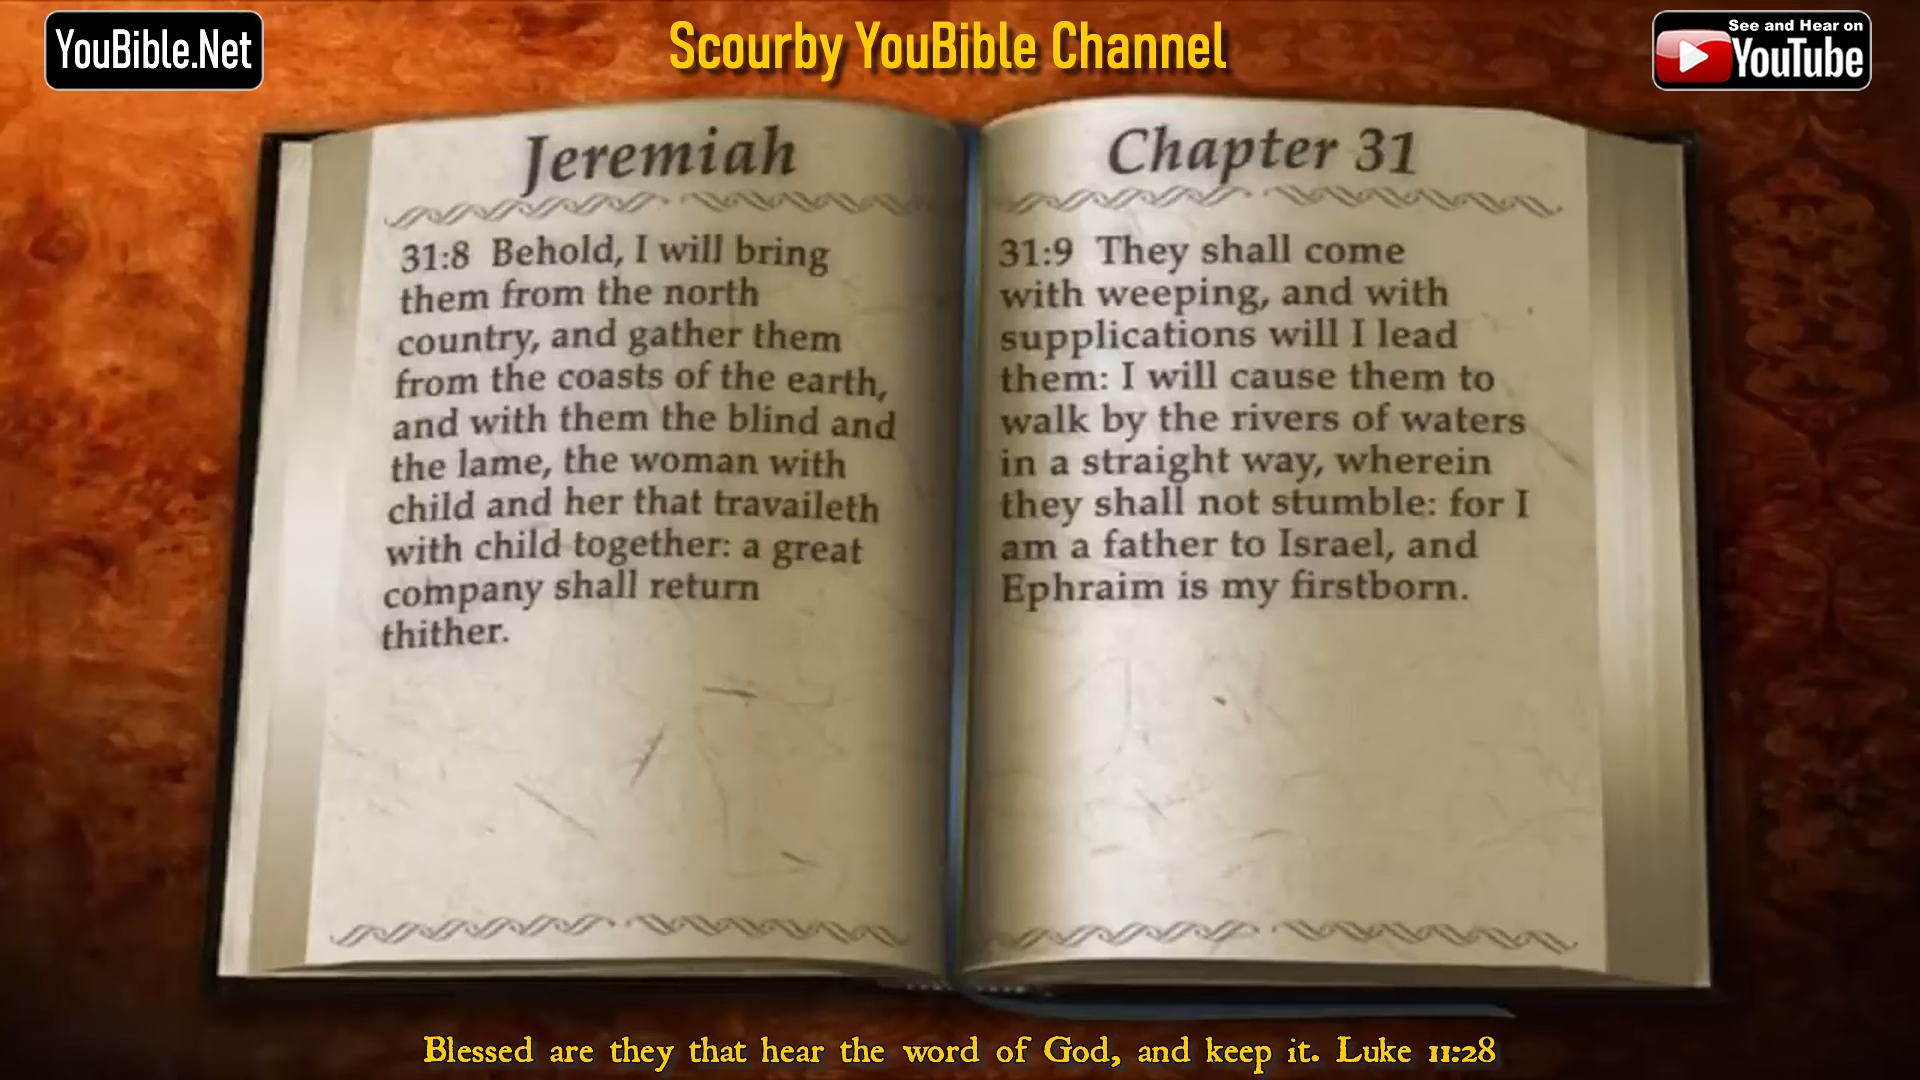 YouBible.Net
Scourby YouBible Channel
See and Hear on
YouTube
Jeremiah
31:8 Behold, I will bring
them from the north
country, and gather them
from the coasts of the earth,
and with them the blind and
the lame, the woman with
child and her that travaileth
with child together: a great
company shall return
thither.
Chapter 31
31:9 They shall come
with weeping, and with
supplications will I lead
them: I will cause them to
walk by the rivers of waters
in a straight way, wherein
they shall not stumble: for I
am a father to Israel, and
Ephraim is my firstborn.
Blessed are they that hear the word of God, and keep it. Luke 11:28